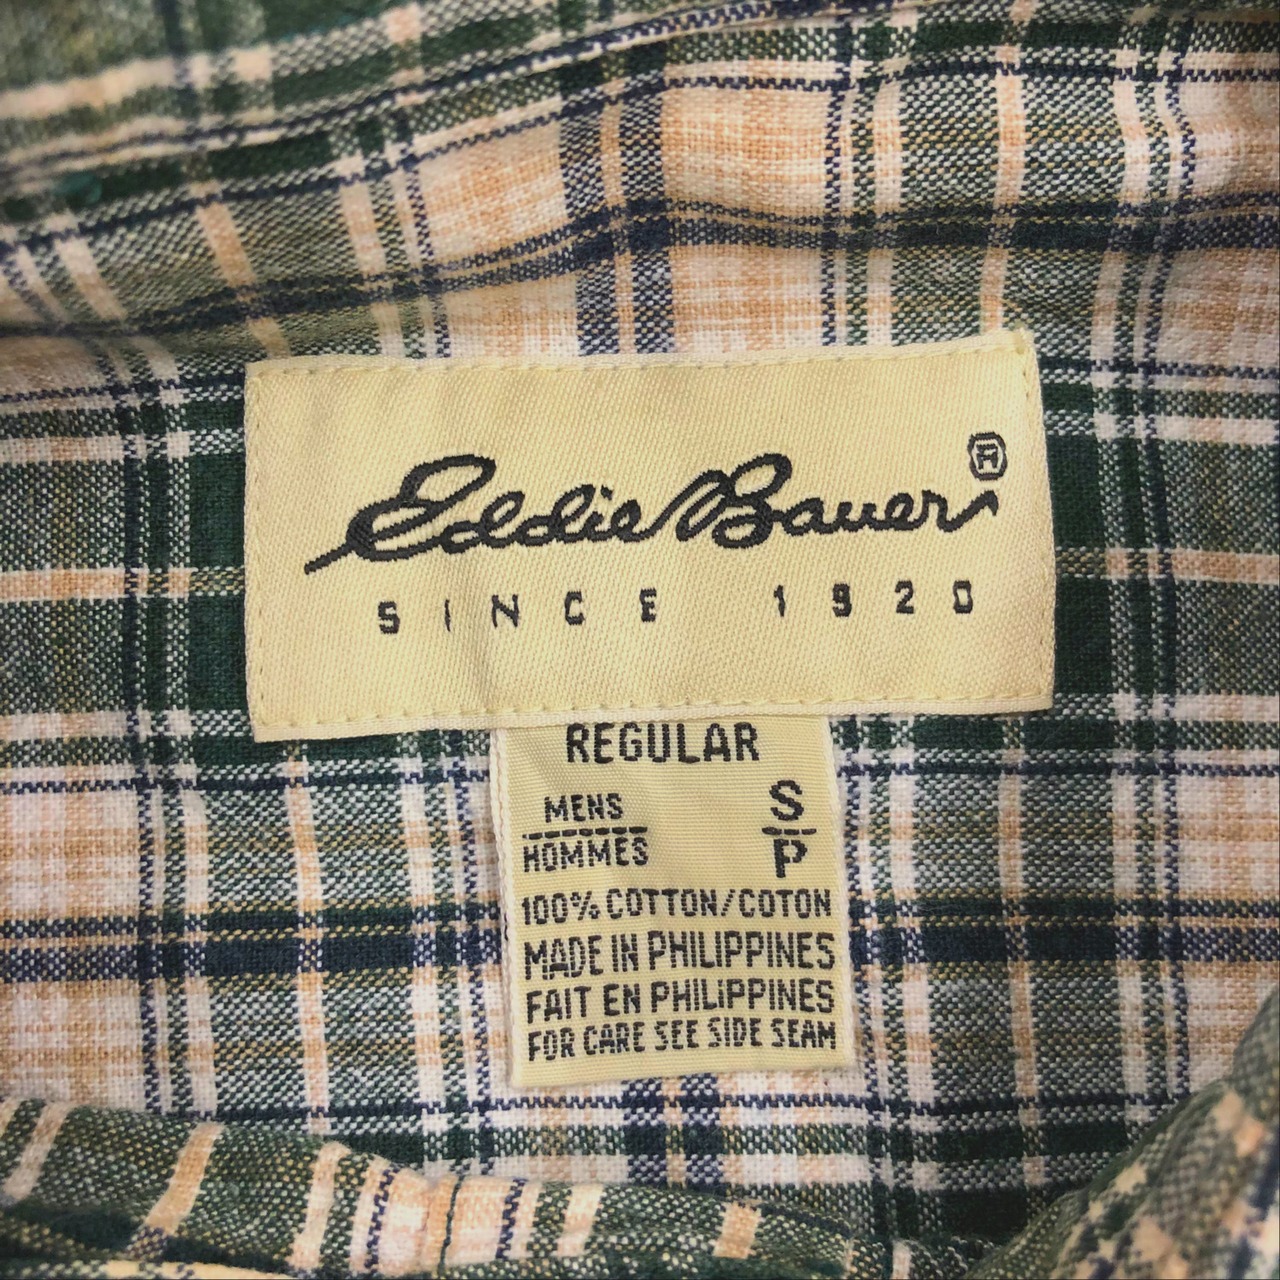 Eddie Bauer®
SINCE 1920
REGULAR
MENS S
HOMMES P
100% COTTON/COTON
MADE IN PHILIPPINES
FAIT EN PHILIPPINES
FOR CARE SEE SIDE SEAM